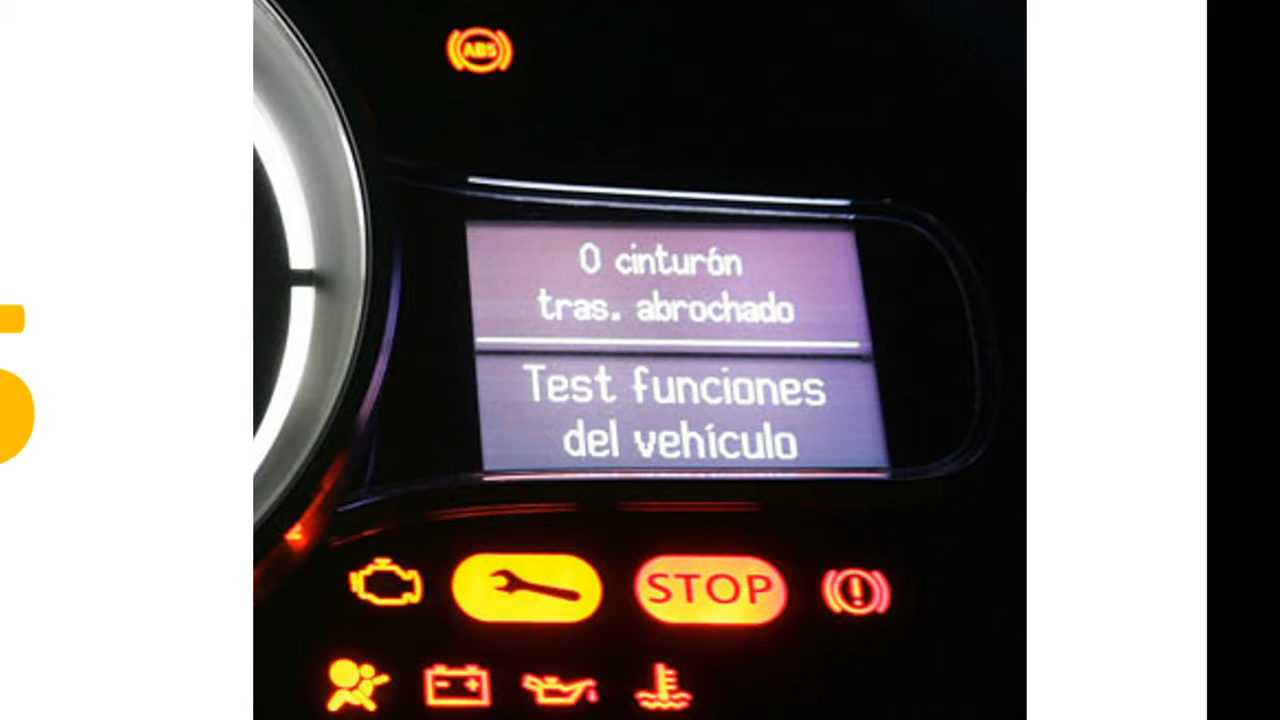 ABS
0 cinturón
tras. abrochado
Test funciones
del vehículo
STOP